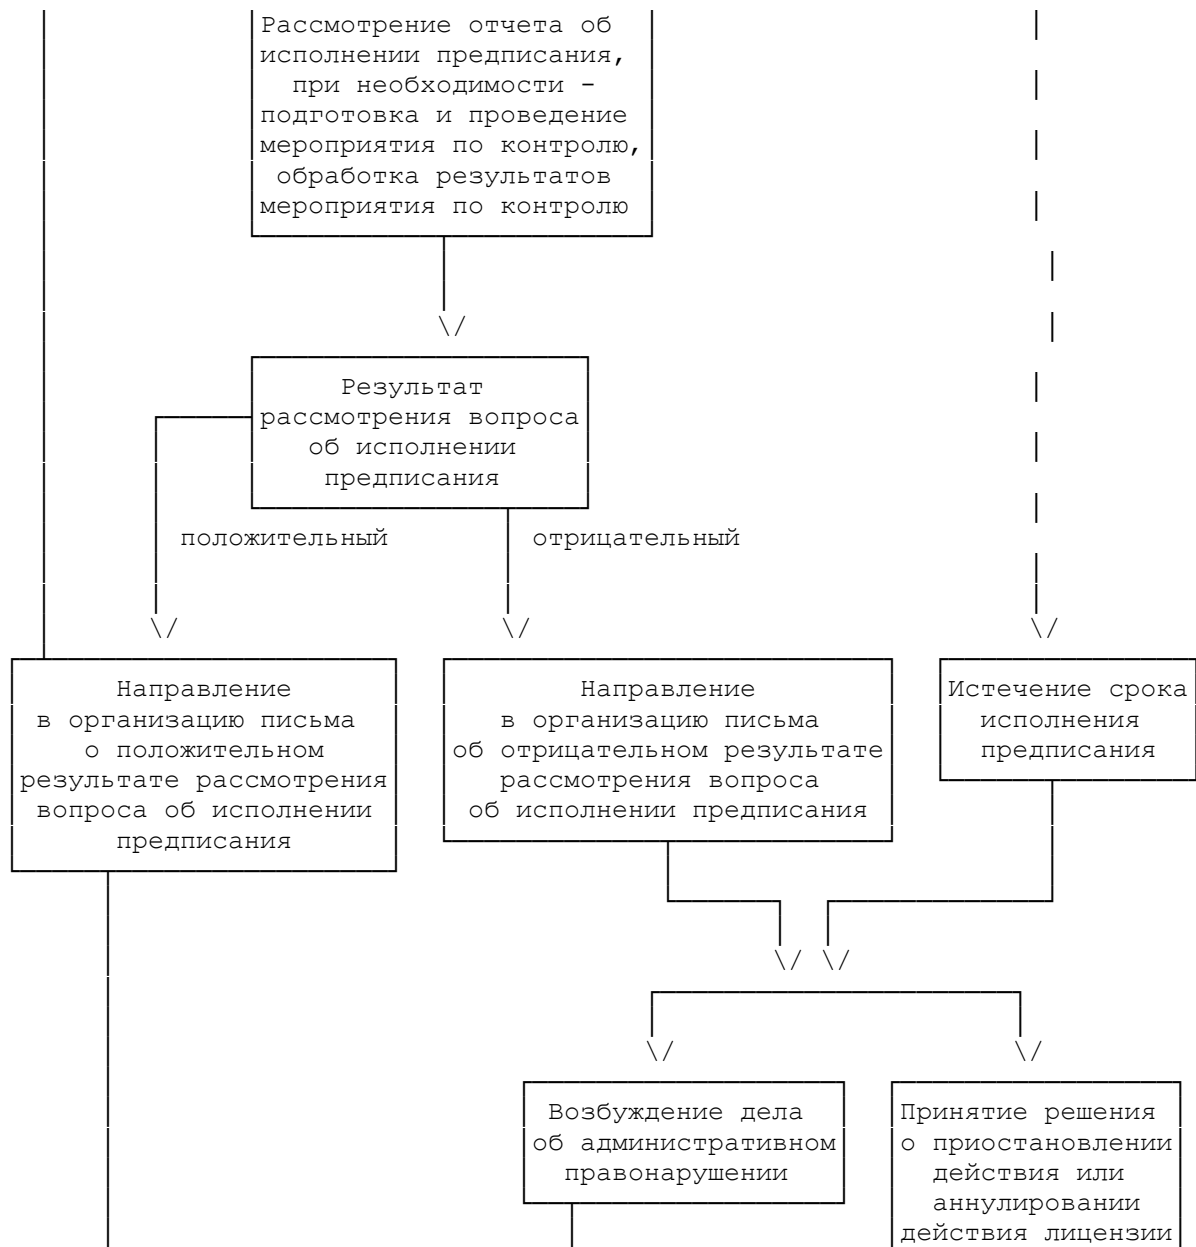 Рассмотрение отчета об
исполнении предписания,
при необходимости -
подготовка и проведение
мероприятия по контролю,
обработка результатов
мероприятия по контролю
Результат
рассмотрения вопроса
об исполнении
предписания
положительный
отрицательный
Направление
в организацию письма
о положительном
результате рассмотрения
вопроса об исполнении
предписания
Направление
в организацию письма
об отрицательном результате
рассмотрения вопроса
об исполнении предписания
Истечение срока
исполнения
предписания
Возбуждение дела
об административном
правонарушении
Принятие решения
о приостановлении
действия или
аннулировании
действия лицензии